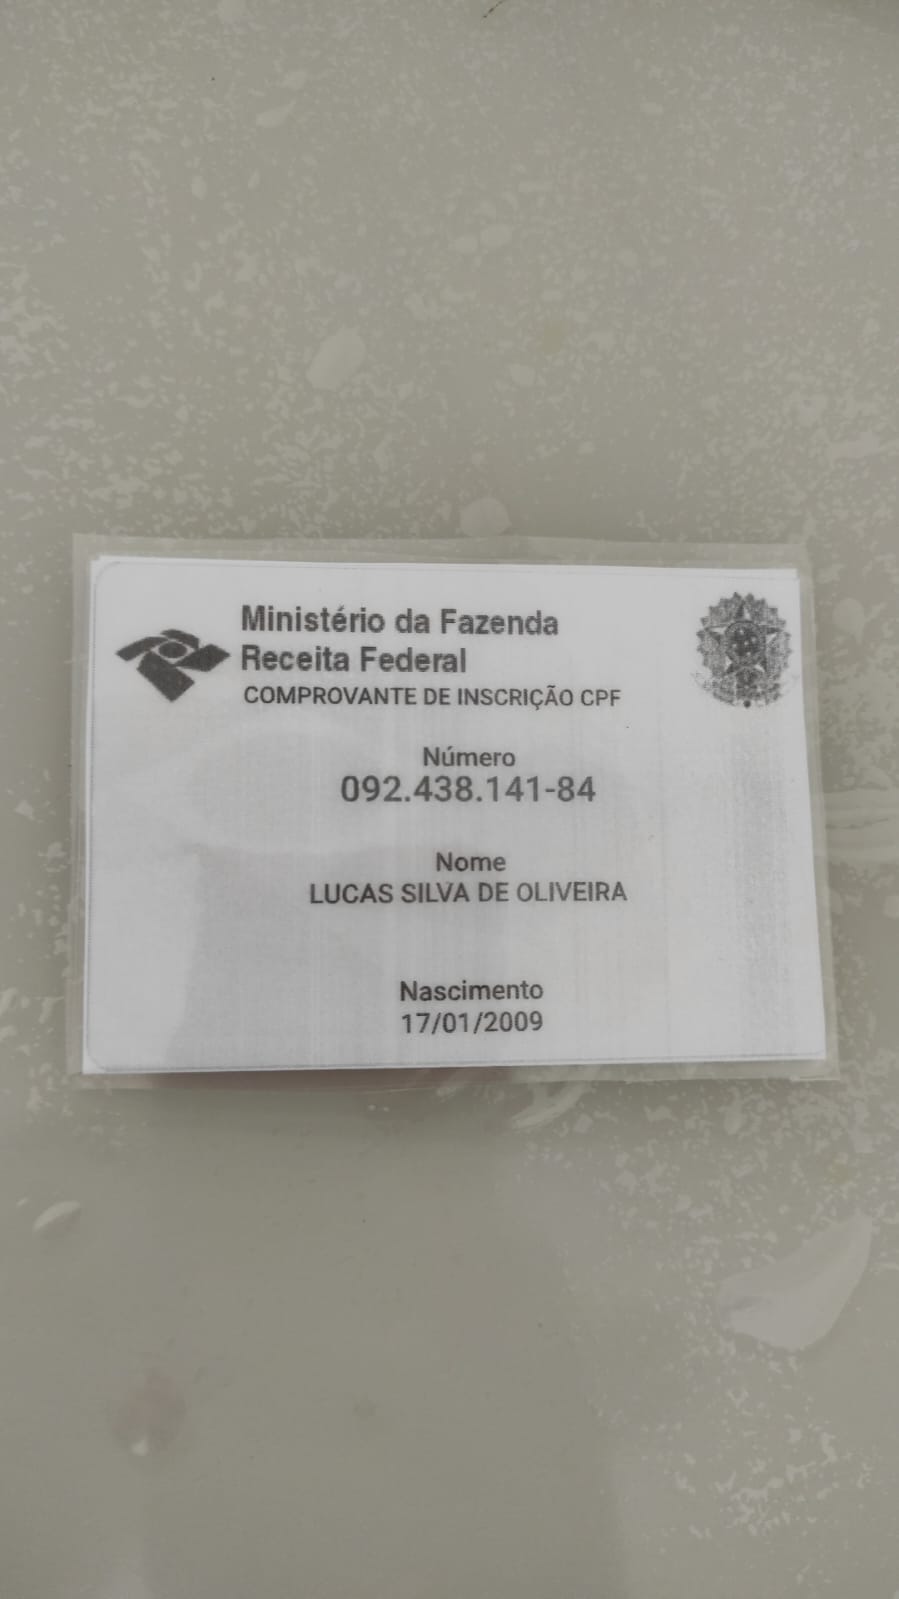 Ministério da Fazenda
Receita Federal
COMPROVANTE DE INSCRIÇÃO CPF
Número
092.438.141-84
Nome
LUCAS SILVA DE OLIVEIRA
Nascimento
17/01/2009